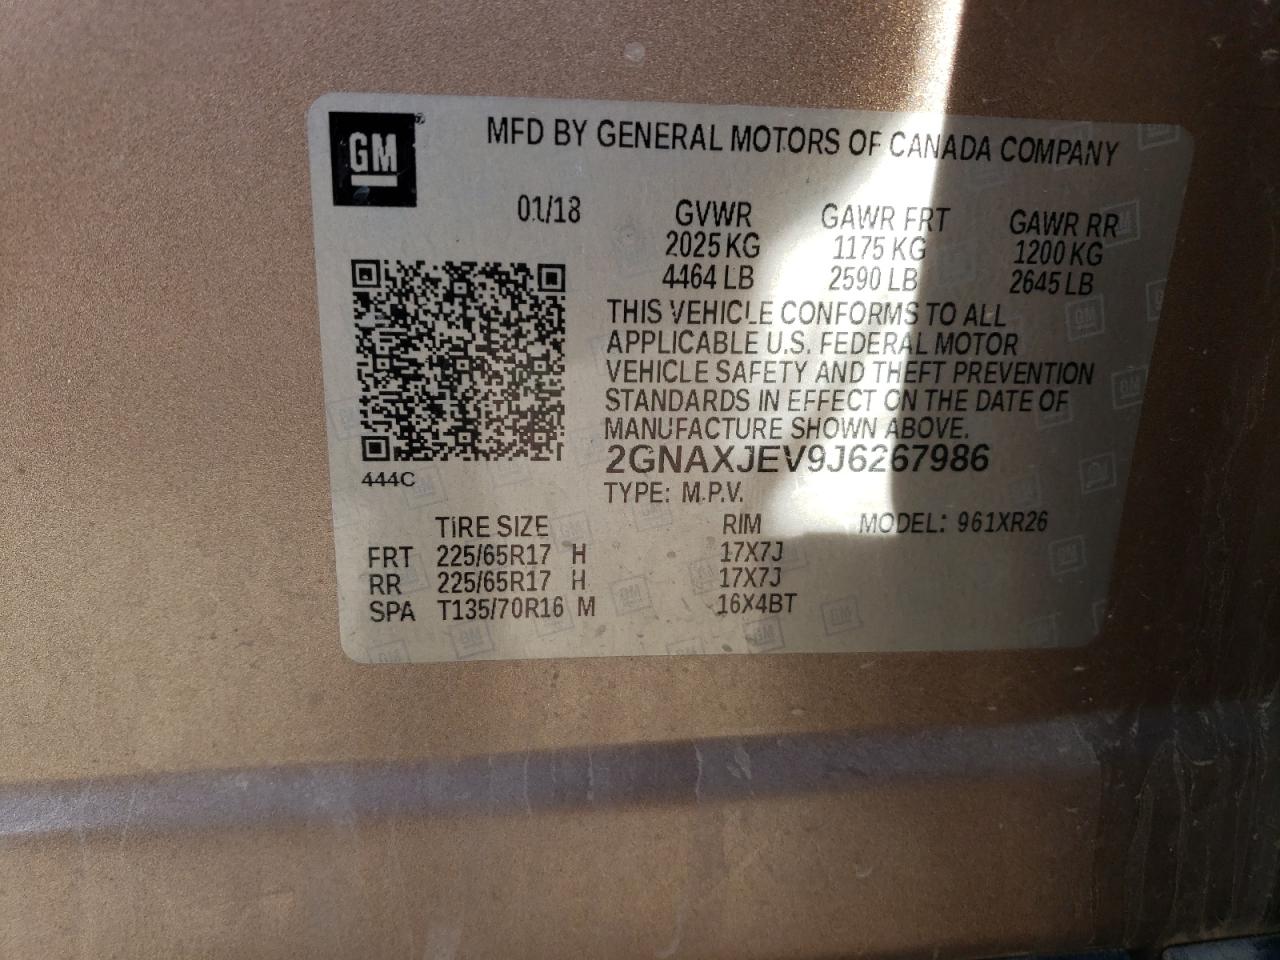 GM
MFD BY GENERAL MOTORS OF CANADA COMPANY
01/18 GVWR GAWR FRT GAWR RR
2025 KG 1175 KG 1200 KG
4464 LB 2590 LB 2645 LB
THIS VEHICLE CONFORMS TO ALL
APPLICABLE U.S. FEDERAL MOTOR
VEHICLE SAFETY AND THEFT PREVENTION
STANDARDS IN EFFECT ON THE DATE OF
MANUFACTURE SHOWN ABOVE.
2GNAXJEV9J6267986
444C
TYPE: M.P.V.
TIRE SIZE RIM MODEL: 961XR26
FRT 225/65R17 H 17X7J
RR 225/65R17 H 17X7J
SPA T135/70R16 M 16X4BT